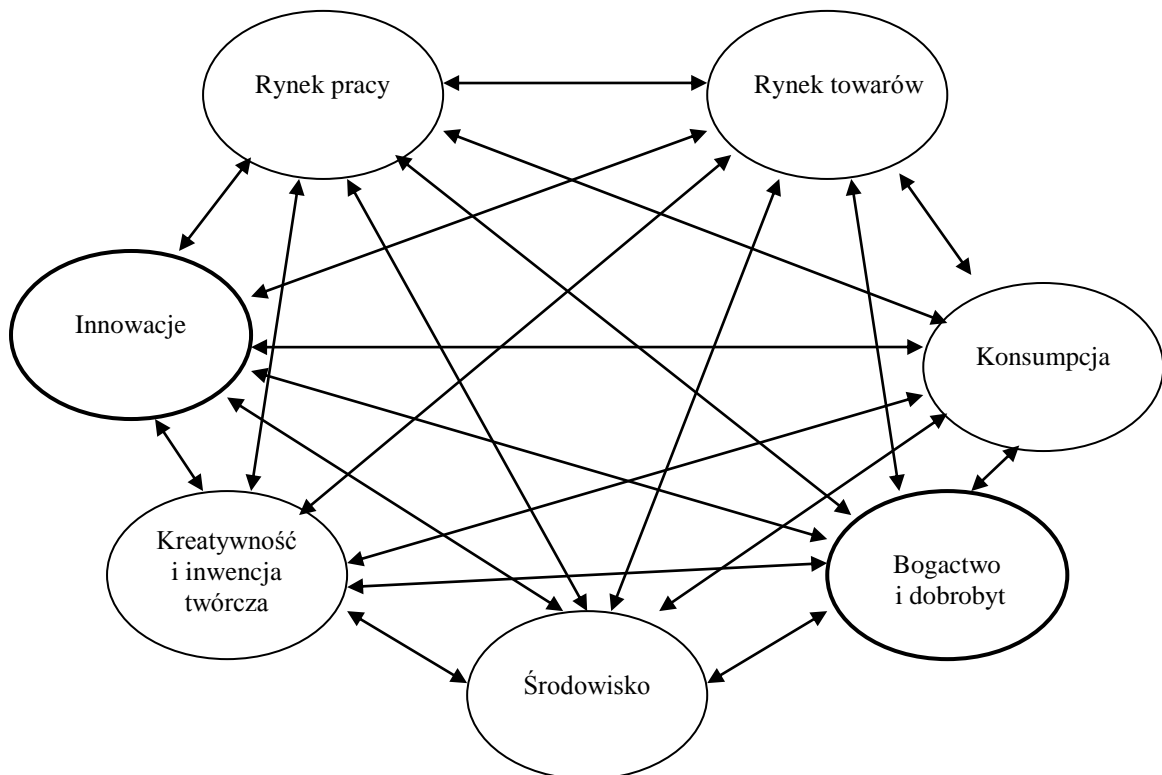 Rynek pracy
Rynek towarów
Innowacje
Konsumpcja
Kreatywność
i inwencja
twórcza
Bogactwo
i dobrobyt
Środowisko